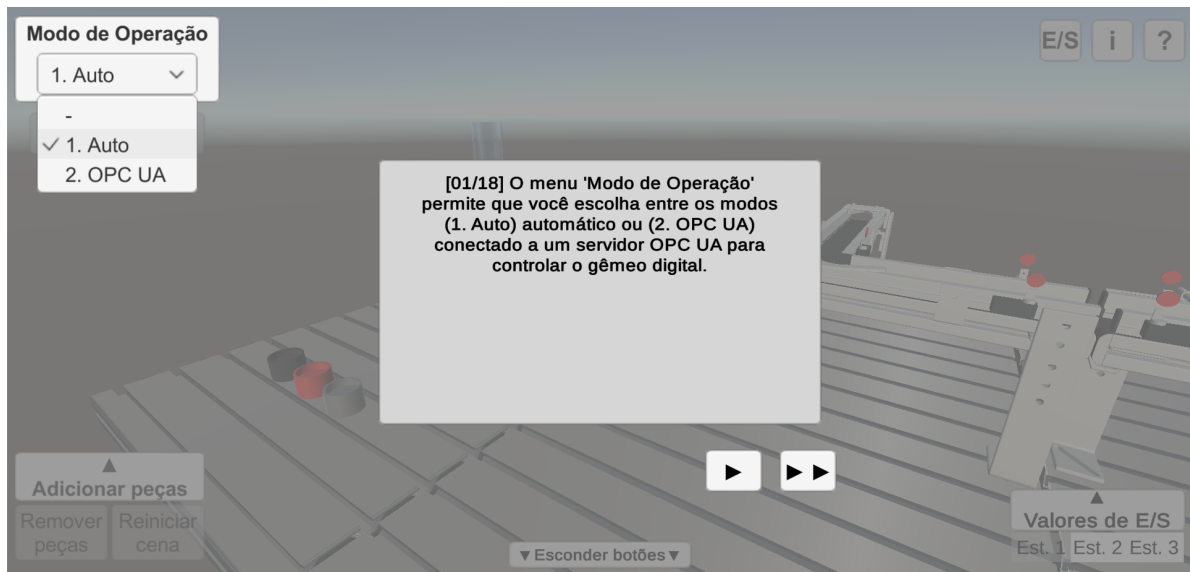 Modo de Operação
1. Auto
-
1. Auto
2. OPC UA
E/S i ?
[01/18] O menu 'Modo de Operação'
permite que você escolha entre os modos
(1. Auto) automático ou (2. OPC UA)
conectado a um servidor OPC UA para
controlar o gêmeo digital.
▲
Adicionar peças
Remover peças
Reiniciar cena
▼Esconder botões▼
▲
Valores de E/S
Est. 1 Est. 2 Est. 3